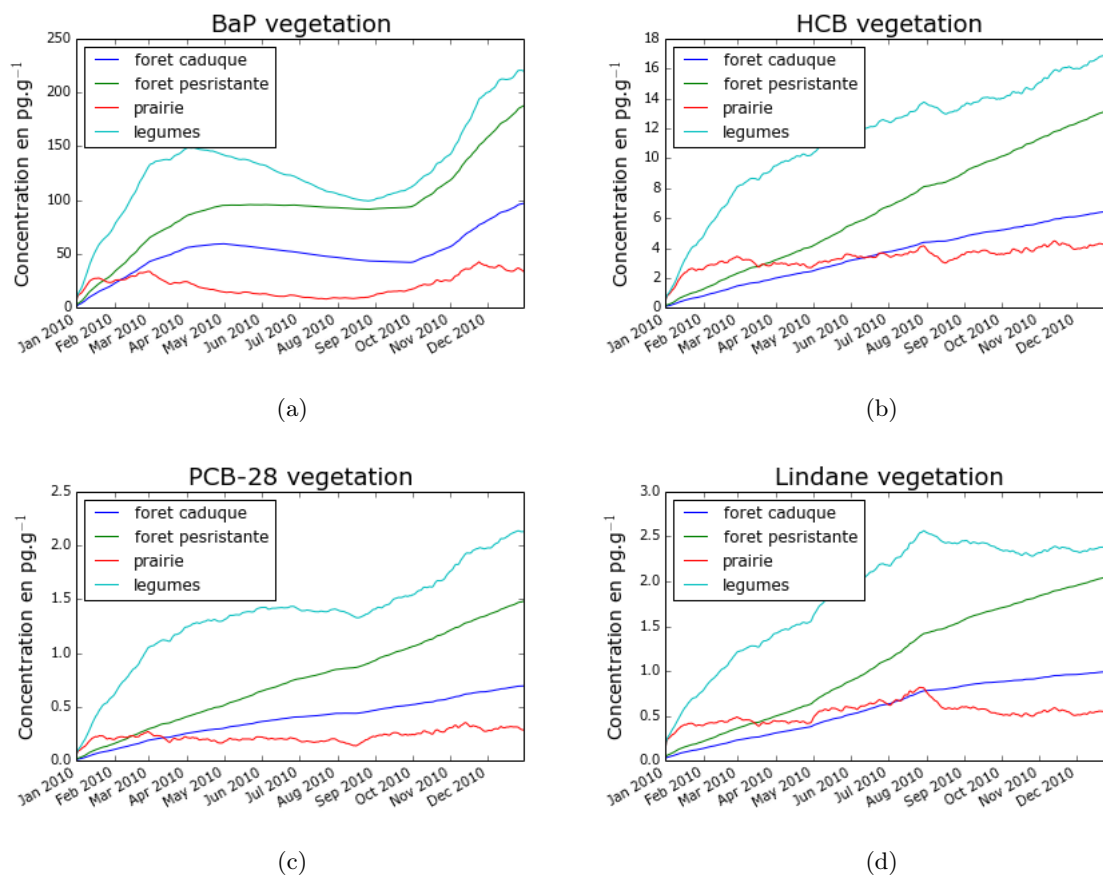 BaP vegetation
Concentration en pg.g⁻¹
250
200
150
100
50
0
foret caduque
foret pesristante
prairie
legumes
Jan 2010
Feb 2010
Mar 2010
Apr 2010
May 2010
Jun 2010
Jul 2010
Aug 2010
Sep 2010
Oct 2010
Nov 2010
Dec 2010
(a)
HCB vegetation
Concentration en pg.g⁻¹
18
16
14
12
10
8
6
4
2
0
foret caduque
foret pesristante
prairie
legumes
Jan 2010
Feb 2010
Mar 2010
Apr 2010
May 2010
Jun 2010
Jul 2010
Aug 2010
Sep 2010
Oct 2010
Nov 2010
Dec 2010
(b)
PCB-28 vegetation
Concentration en pg.g⁻¹
2.5
2.0
1.5
1.0
0.5
0.0
foret caduque
foret pesristante
prairie
legumes
Jan 2010
Feb 2010
Mar 2010
Apr 2010
May 2010
Jun 2010
Jul 2010
Aug 2010
Sep 2010
Oct 2010
Nov 2010
Dec 2010
(c)
Lindane vegetation
Concentration en pg.g⁻¹
3.0
2.5
2.0
1.5
1.0
0.5
0.0
foret caduque
foret pesristante
prairie
legumes
Jan 2010
Feb 2010
Mar 2010
Apr 2010
May 2010
Jun 2010
Jul 2010
Aug 2010
Sep 2010
Oct 2010
Nov 2010
Dec 2010
(d)